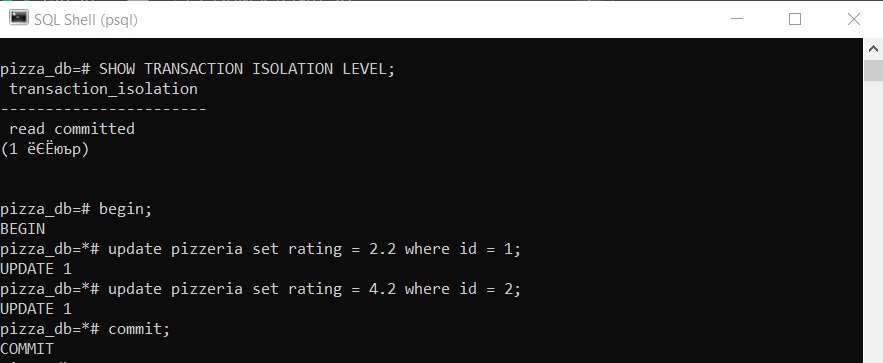 SQL Shell (psql)
pizza_db=# SHOW TRANSACTION ISOLATION LEVEL;
transaction_isolation
-----------------------
read committed
(1 ёЄЁюър)
pizza_db=# begin;
BEGIN
pizza_db=*# update pizzeria set rating = 2.2 where id = 1;
UPDATE 1
pizza_db=*# update pizzeria set rating = 4.2 where id = 2;
UPDATE 1
pizza_db=*# commit;
COMMIT